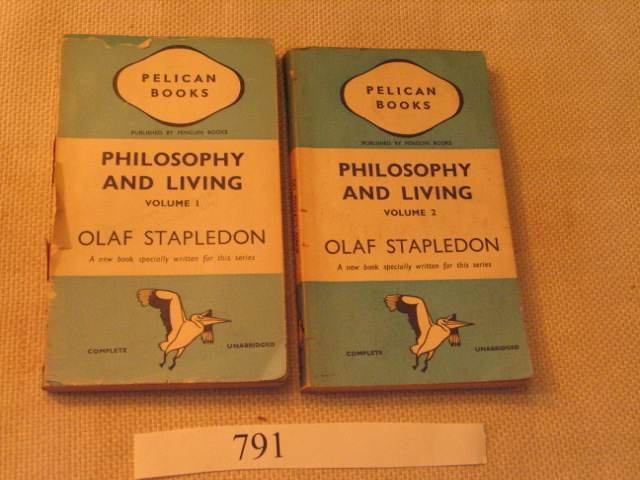 PELICAN
BOOKS
PUBLISHED BY PENGUIN BOOKS
PHILOSOPHY
AND LIVING
VOLUME I
OLAF STAPLEDON
A new book specially written for this series
COMPLETE UNABRIDGED
PELICAN
BOOKS
PUBLISHED BY PENGUIN BOOKS
PHILOSOPHY
AND LIVING
VOLUME 2
OLAF STAPLEDON
A new book specially written for this series
COMPLETE UNABRIDGED
791